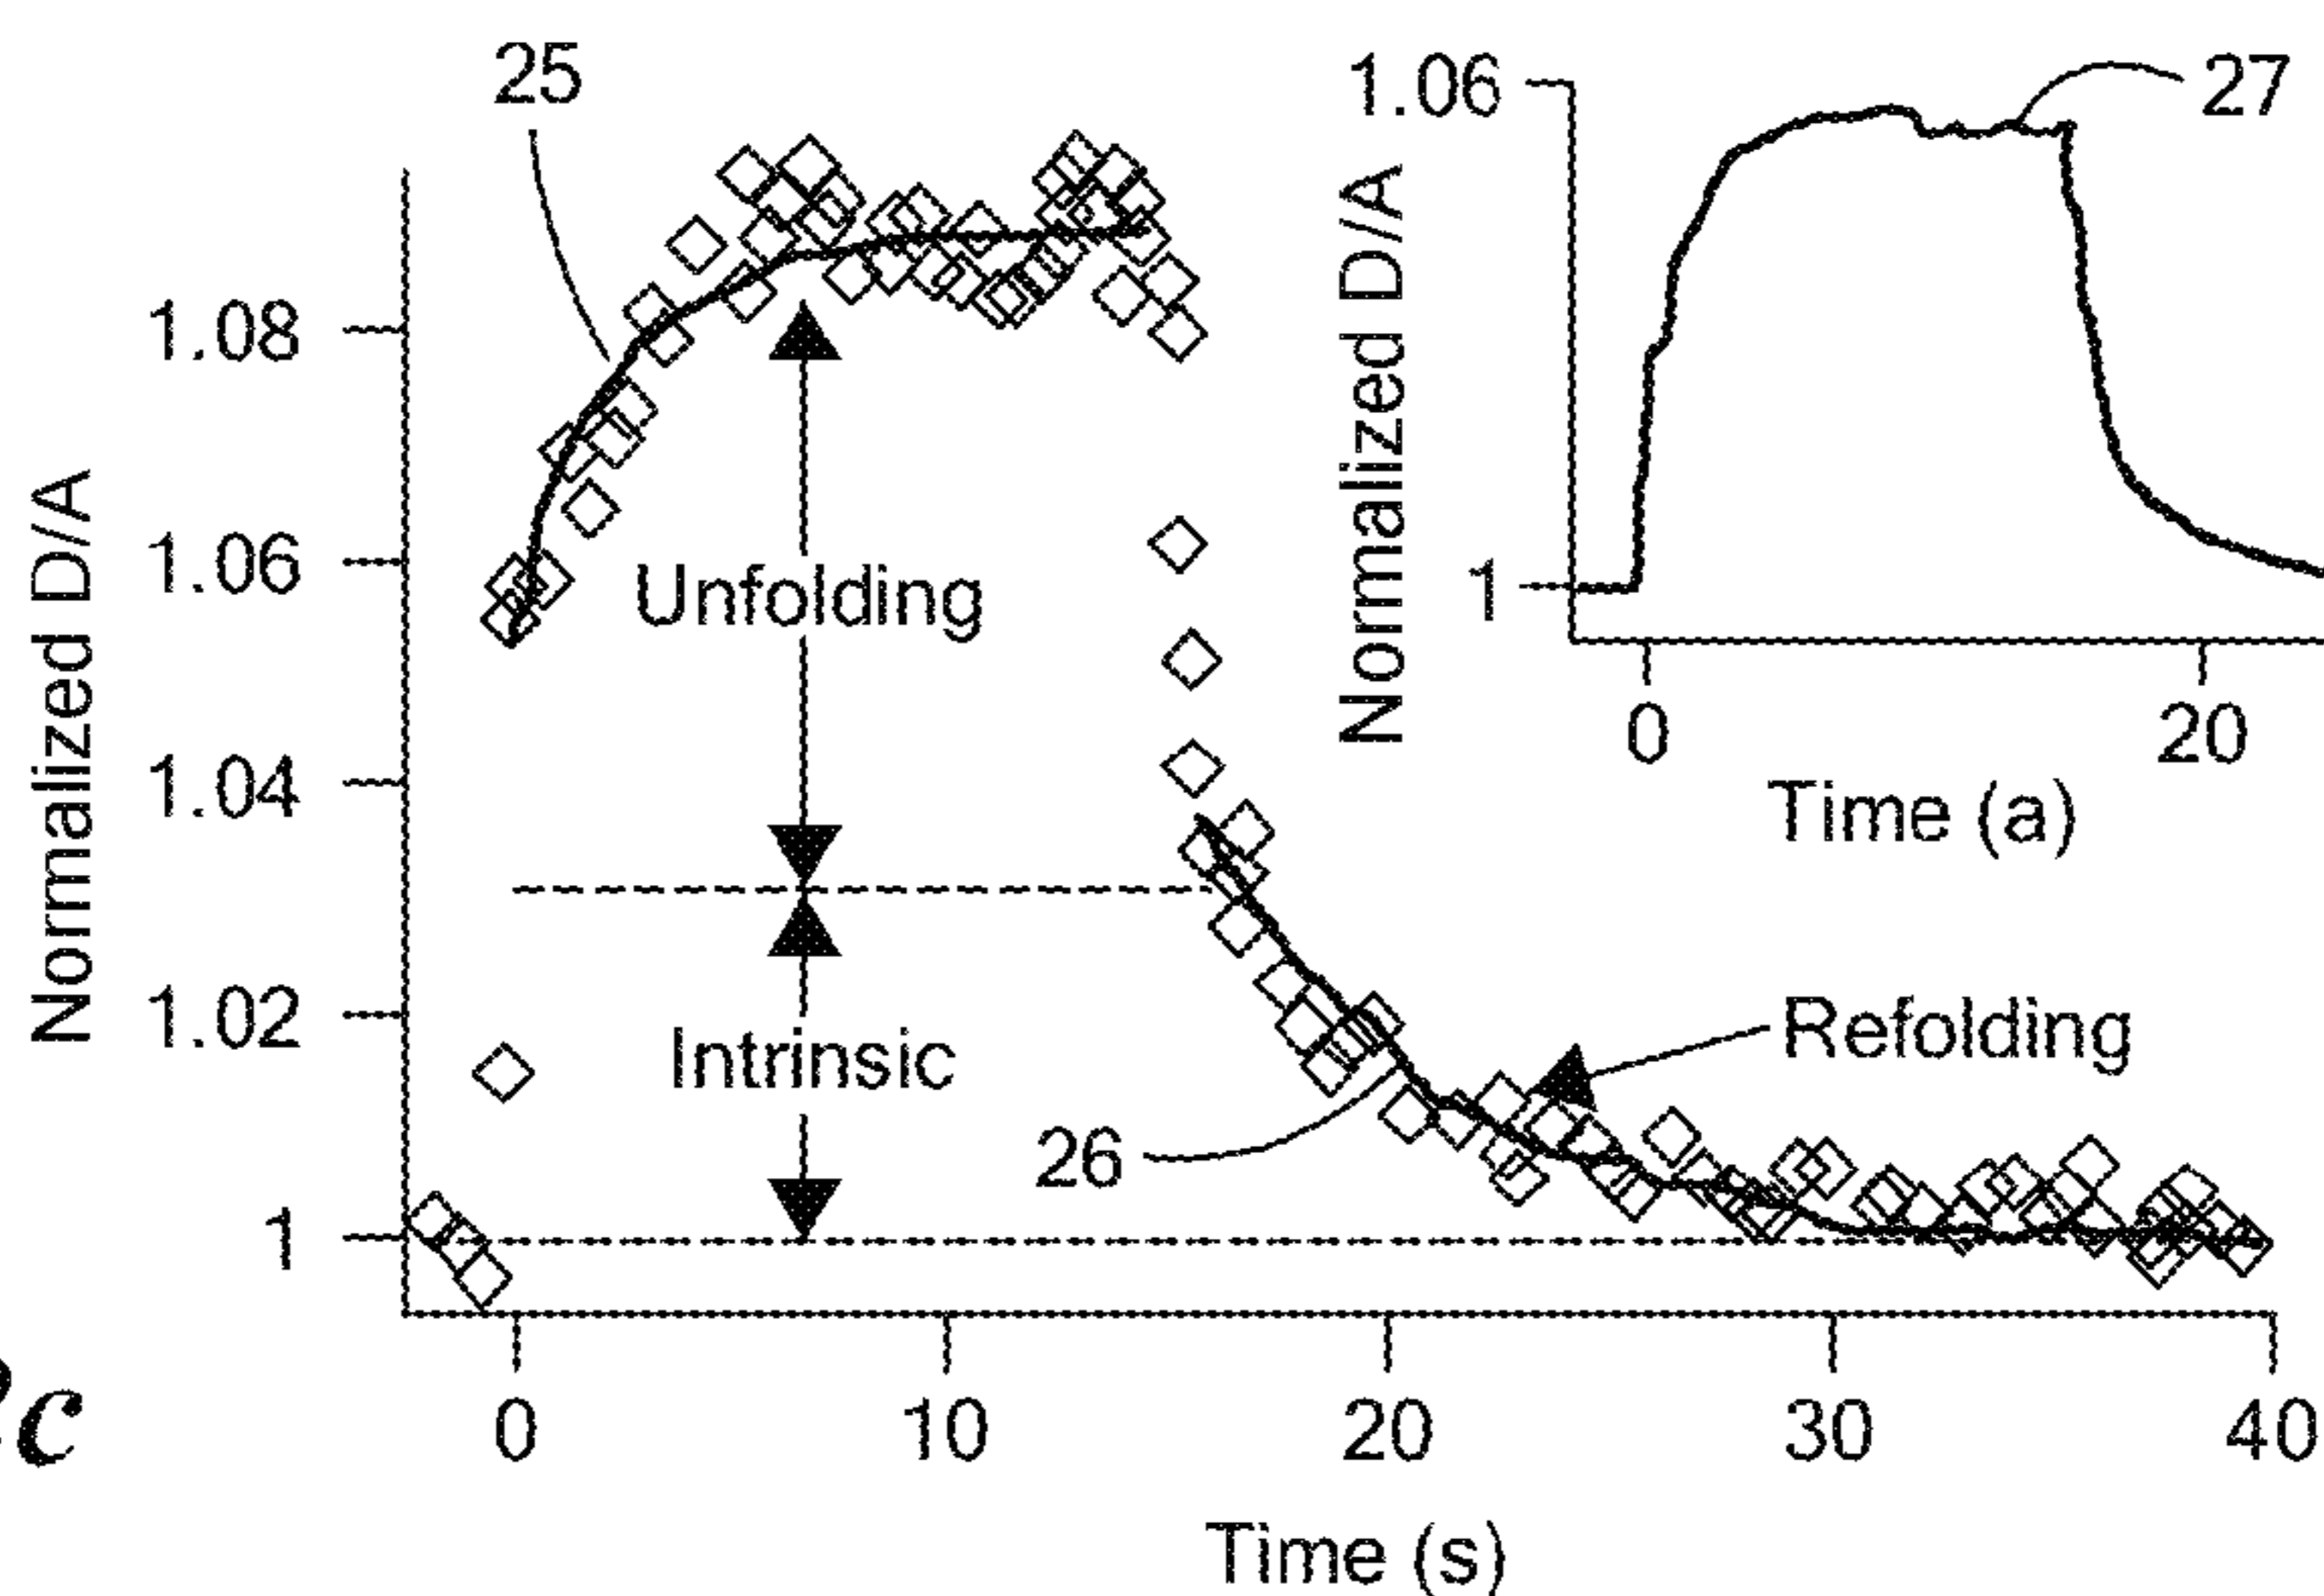 25
1.06
27
Normalized D/A
1
0
20
Time (a)
Normalized D/A
1.08
1.06
1.04
1.02
1
Unfolding
Intrinsic
Refolding
26
0
10
20
30
40
Time (s)
c